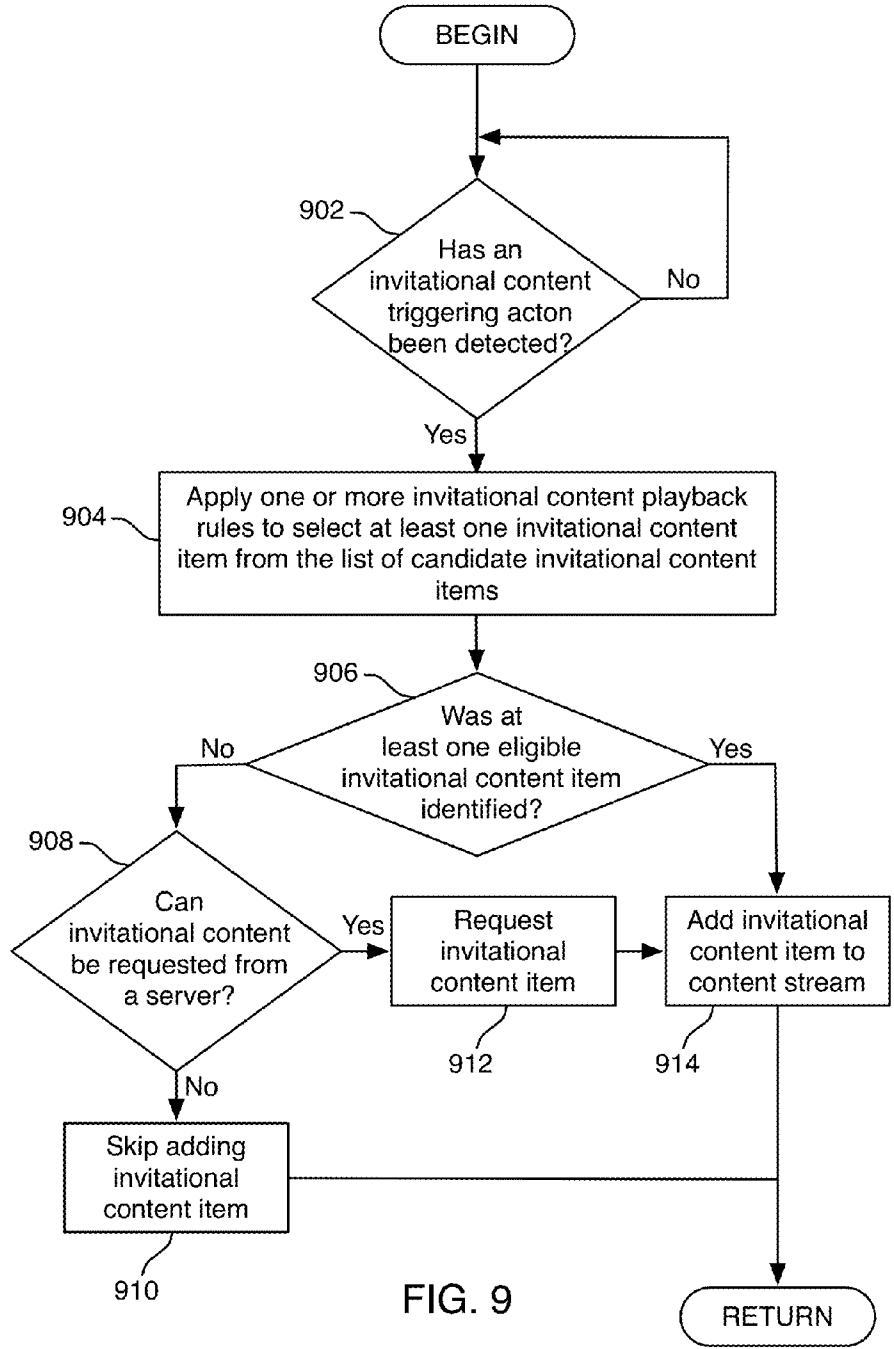 BEGIN
902
Has an
invitational content
triggering acton
been detected?
No
Yes
904
Apply one or more invitational content playback
rules to select at least one invitational content
item from the list of candidate invitational content
items
906
Was at
least one eligible
invitational content item
identified?
No
Yes
908
Can
invitational content
be requested from
a server?
Yes
Request
invitational
content item
912
Add invitational
content item to
content stream
914
No
Skip adding
invitational
content item
910
FIG. 9
RETURN